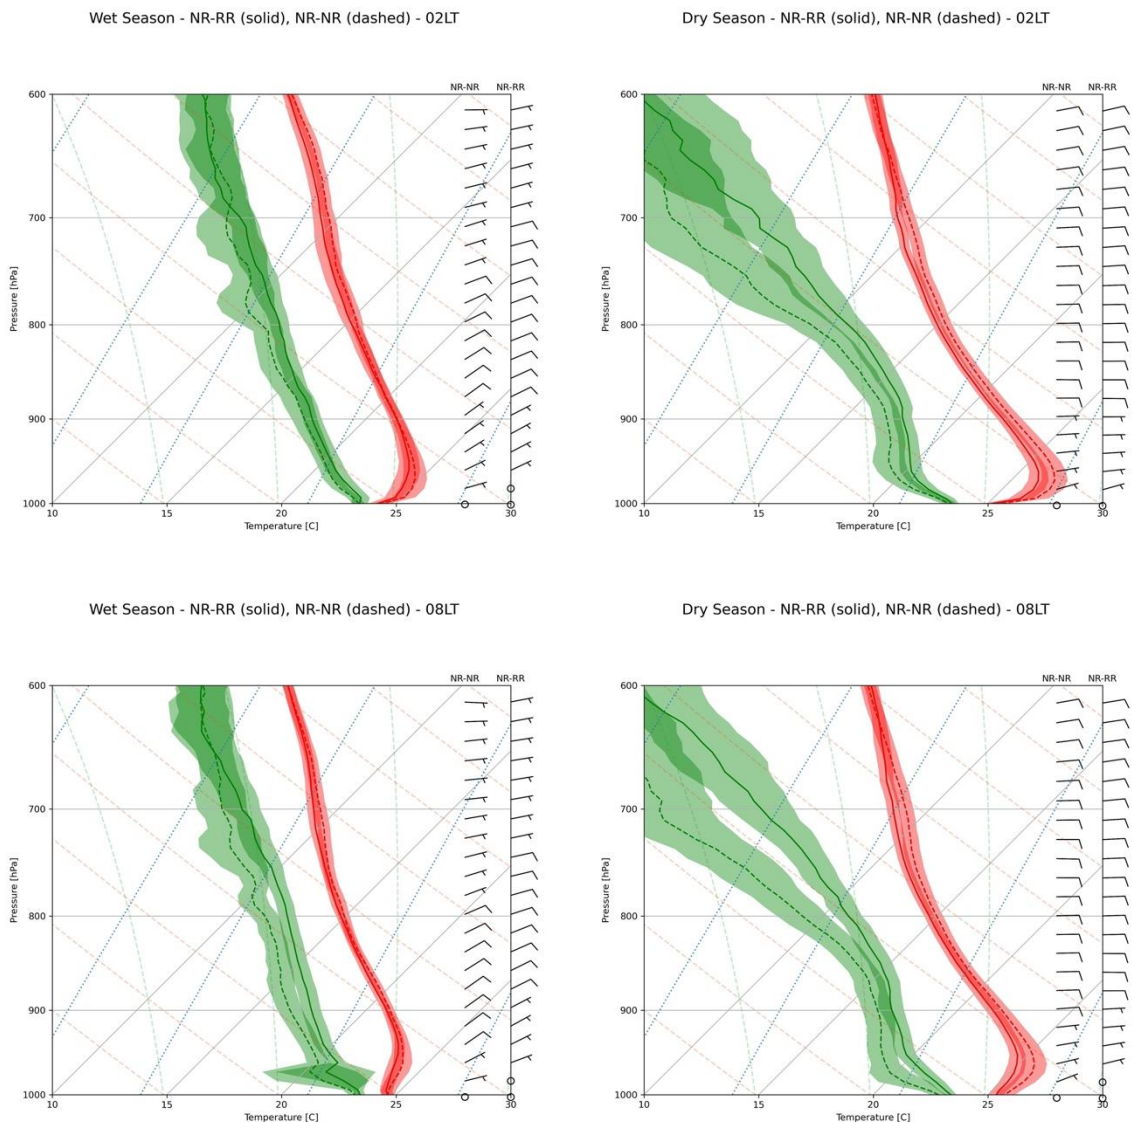 Wet Season - NR-RR (solid), NR-NR (dashed) - 02LT
NR-NR NR-RR
600
700
800
900
1000
Pressure [hPa]
10 15 20 25 30
Temperature [C]
Dry Season - NR-RR (solid), NR-NR (dashed) - 02LT
NR-NR NR-RR
600
700
800
900
1000
Pressure [hPa]
10 15 20 25 30
Temperature [C]
Wet Season - NR-RR (solid), NR-NR (dashed) - 08LT
NR-NR NR-RR
600
700
800
900
1000
Pressure [hPa]
10 15 20 25 30
Temperature [C]
Dry Season - NR-RR (solid), NR-NR (dashed) - 08LT
NR-NR NR-RR
600
700
800
900
1000
Pressure [hPa]
10 15 20 25 30
Temperature [C]